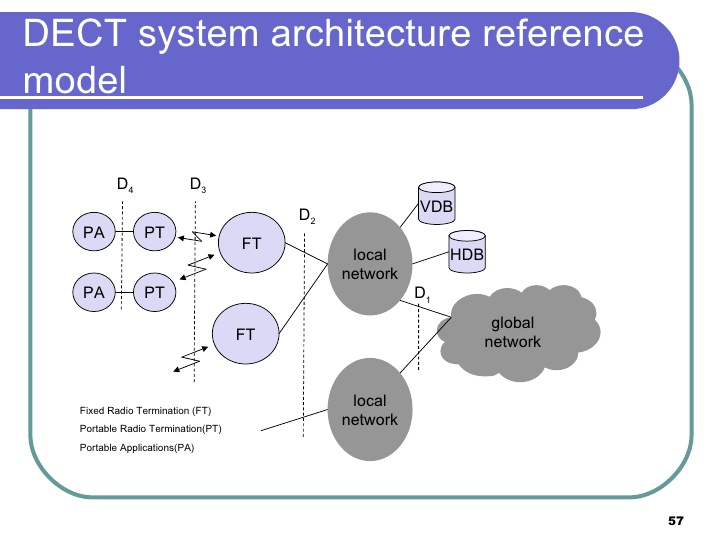 DECT system architecture reference
model
D4
D3
D2
VDB
PA
PT
FT
local
network
HDB
PA
PT
D1
FT
global
network
local
network
Fixed Radio Termination (FT)
Portable Radio Termination(PT)
Portable Applications(PA)
57